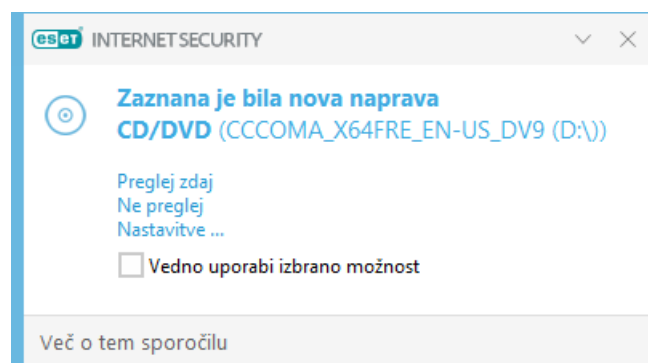 eset INTERNET SECURITY
Zaznana je bila nova naprava
CD/DVD (CCCOMA_X64FRE_EN-US_DV9 (D:\))
Preglej zdaj
Ne preglej
Nastavitve ...
Vedno uporabi izbrano možnost
Več o tem sporočilu